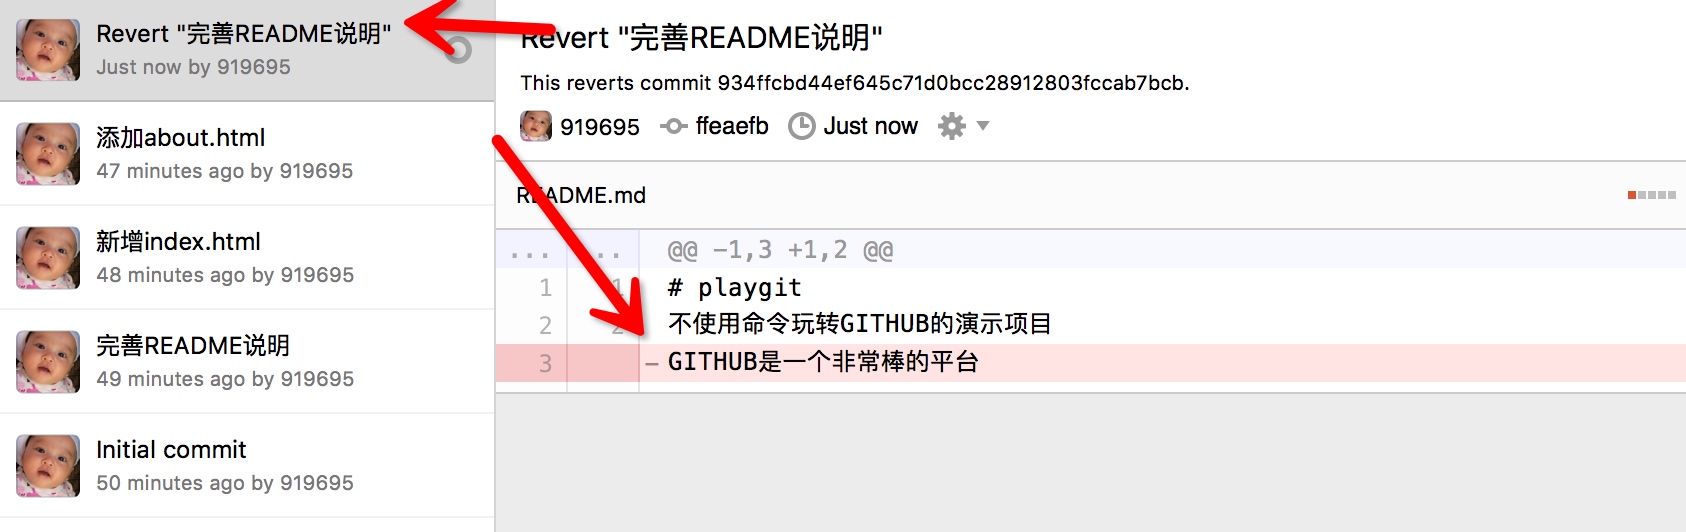 Revert "完善README说明"
Just now by 919695
添加about.html
47 minutes ago by 919695
新增index.html
48 minutes ago by 919695
完善README说明
49 minutes ago by 919695
Initial commit
50 minutes ago by 919695
Revert "完善README说明"
This reverts commit 934ffcbd44ef645c71d0bcc28912803fccab7bcb.
919695 ffeaefb Just now
README.md
... .. @@ -1,3 +1,2 @@
1 1 # playgit
2 2 不使用命令玩转GITHUB的演示项目
3 - GITHUB是一个非常棒的平台